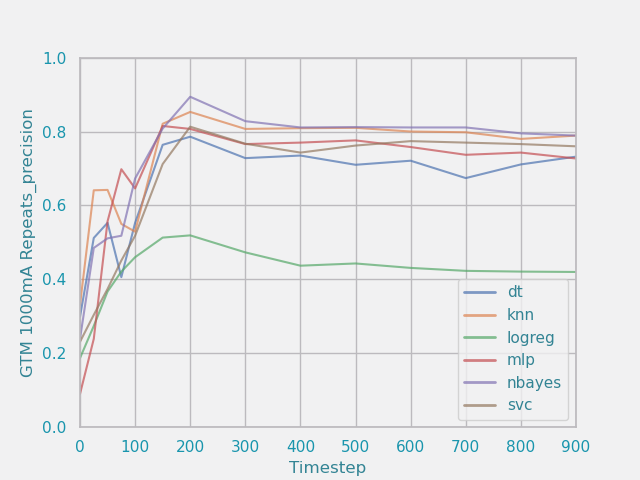 1.0
0.8
0.6
0.4
0.2
0.0
GTM 1000mA Repeats_precision
0 100 200 300 400 500 600 700 800 900
Timestep
dt
knn
logreg
mlp
nbayes
svc